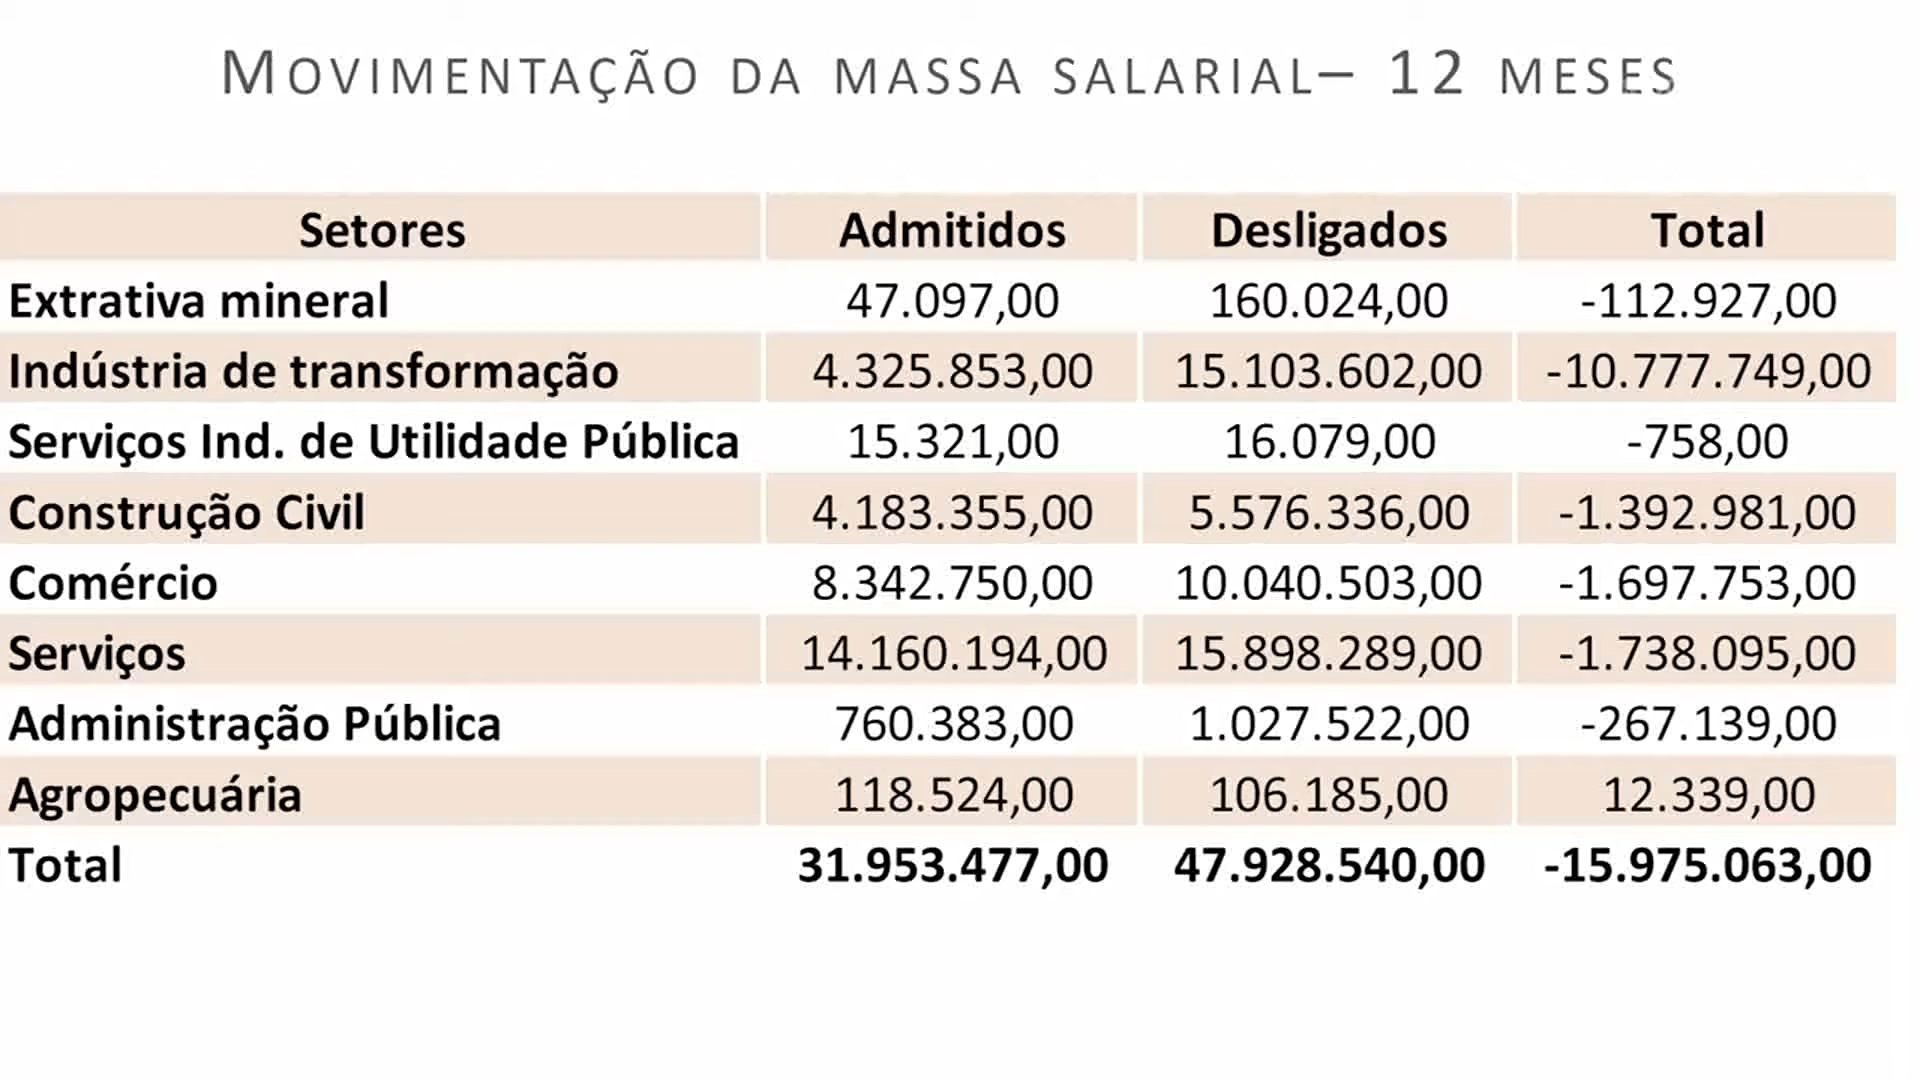 MOVIMENTAÇÃO DA MASSA SALARIAL– 12 MESES
Setores Admitidos Desligados Total
Extrativa mineral 47.097,00 160.024,00 -112.927,00
Indústria de transformação 4.325.853,00 15.103.602,00 -10.777.749,00
Serviços Ind. de Utilidade Pública 15.321,00 16.079,00 -758,00
Construção Civil 4.183.355,00 5.576.336,00 -1.392.981,00
Comércio 8.342.750,00 10.040.503,00 -1.697.753,00
Serviços 14.160.194,00 15.898.289,00 -1.738.095,00
Administração Pública 760.383,00 1.027.522,00 -267.139,00
Agropecuária 118.524,00 106.185,00 12.339,00
Total 31.953.477,00 47.928.540,00 -15.975.063,00